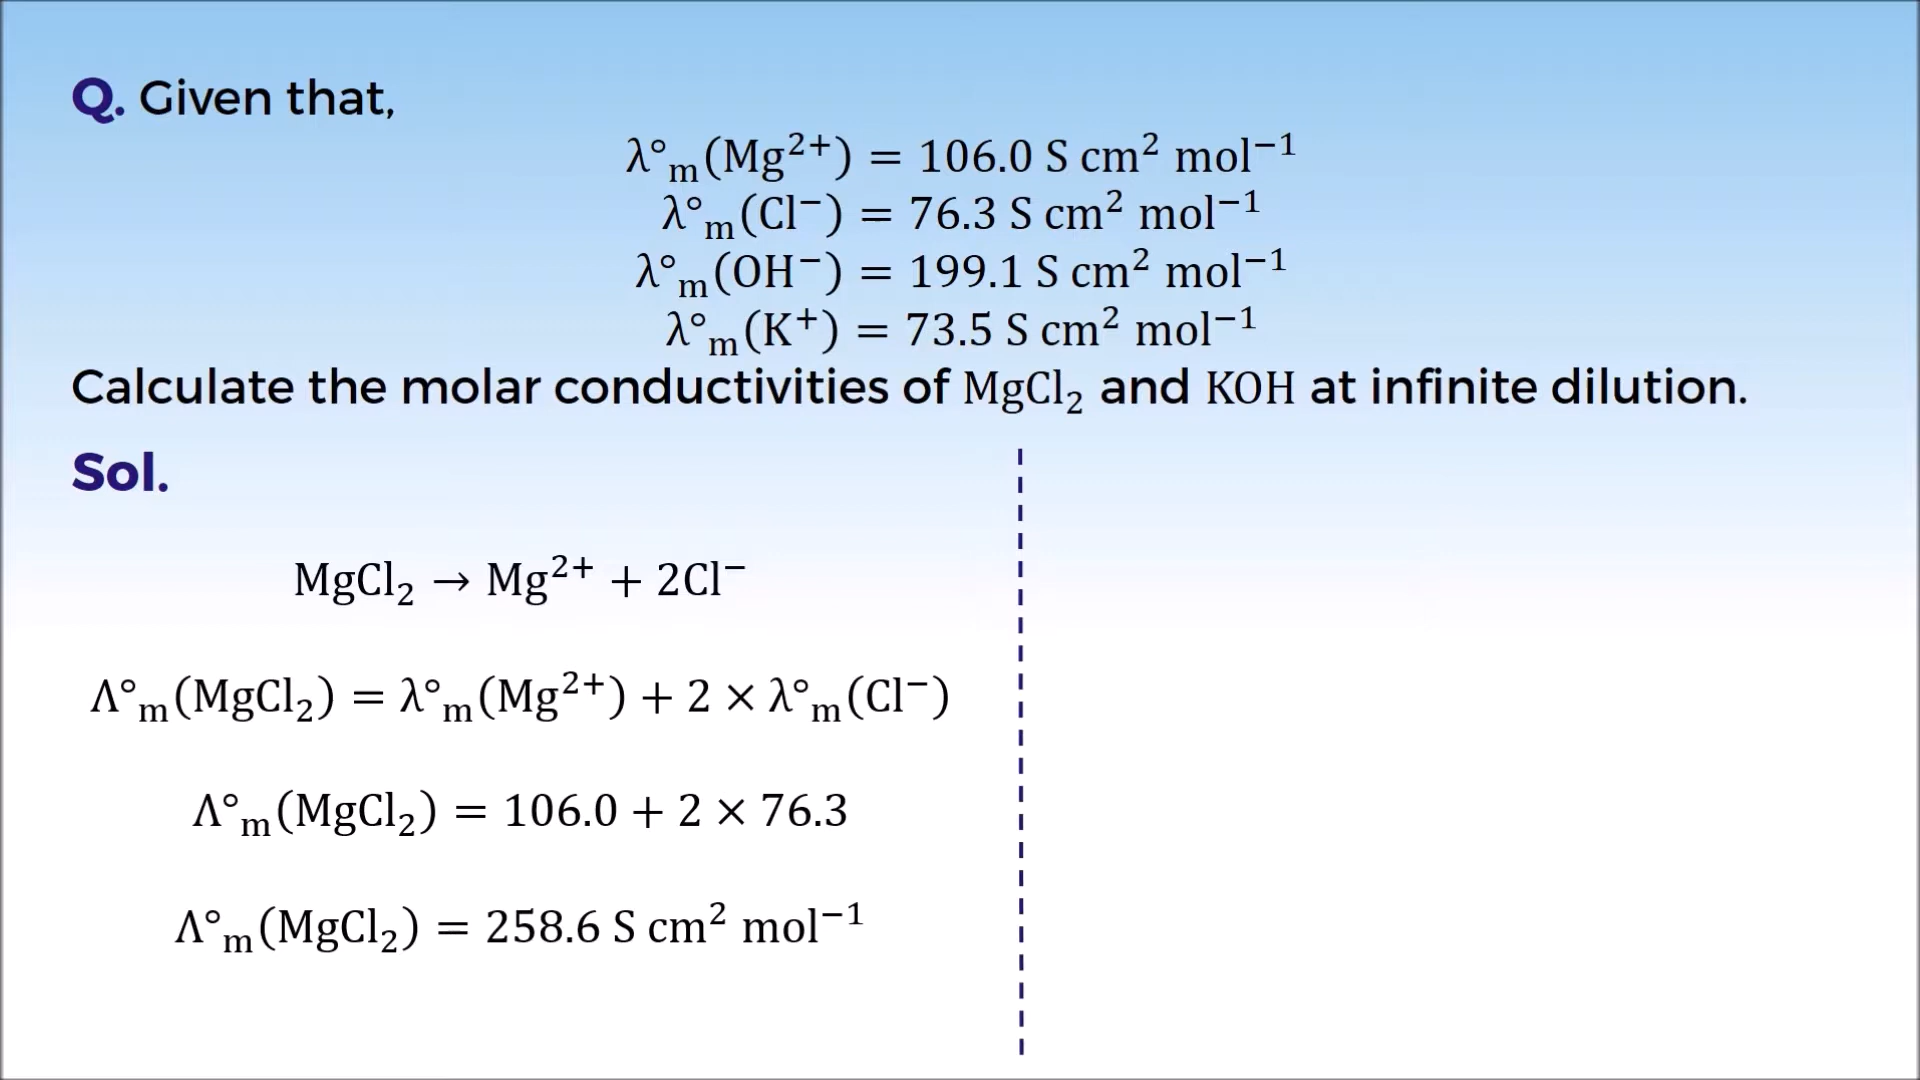 Q. Given that,
λ°ₘ(Mg²⁺) = 106.0 S cm² mol⁻¹
λ°ₘ(Cl⁻) = 76.3 S cm² mol⁻¹
λ°ₘ(OH⁻) = 199.1 S cm² mol⁻¹
λ°ₘ(K⁺) = 73.5 S cm² mol⁻¹
Calculate the molar conductivities of MgCl₂ and KOH at infinite dilution.
Sol.
MgCl₂ → Mg²⁺ + 2Cl⁻
Λ°ₘ(MgCl₂) = λ°ₘ(Mg²⁺) + 2 × λ°ₘ(Cl⁻)
Λ°ₘ(MgCl₂) = 106.0 + 2 × 76.3
Λ°ₘ(MgCl₂) = 258.6 S cm² mol⁻¹